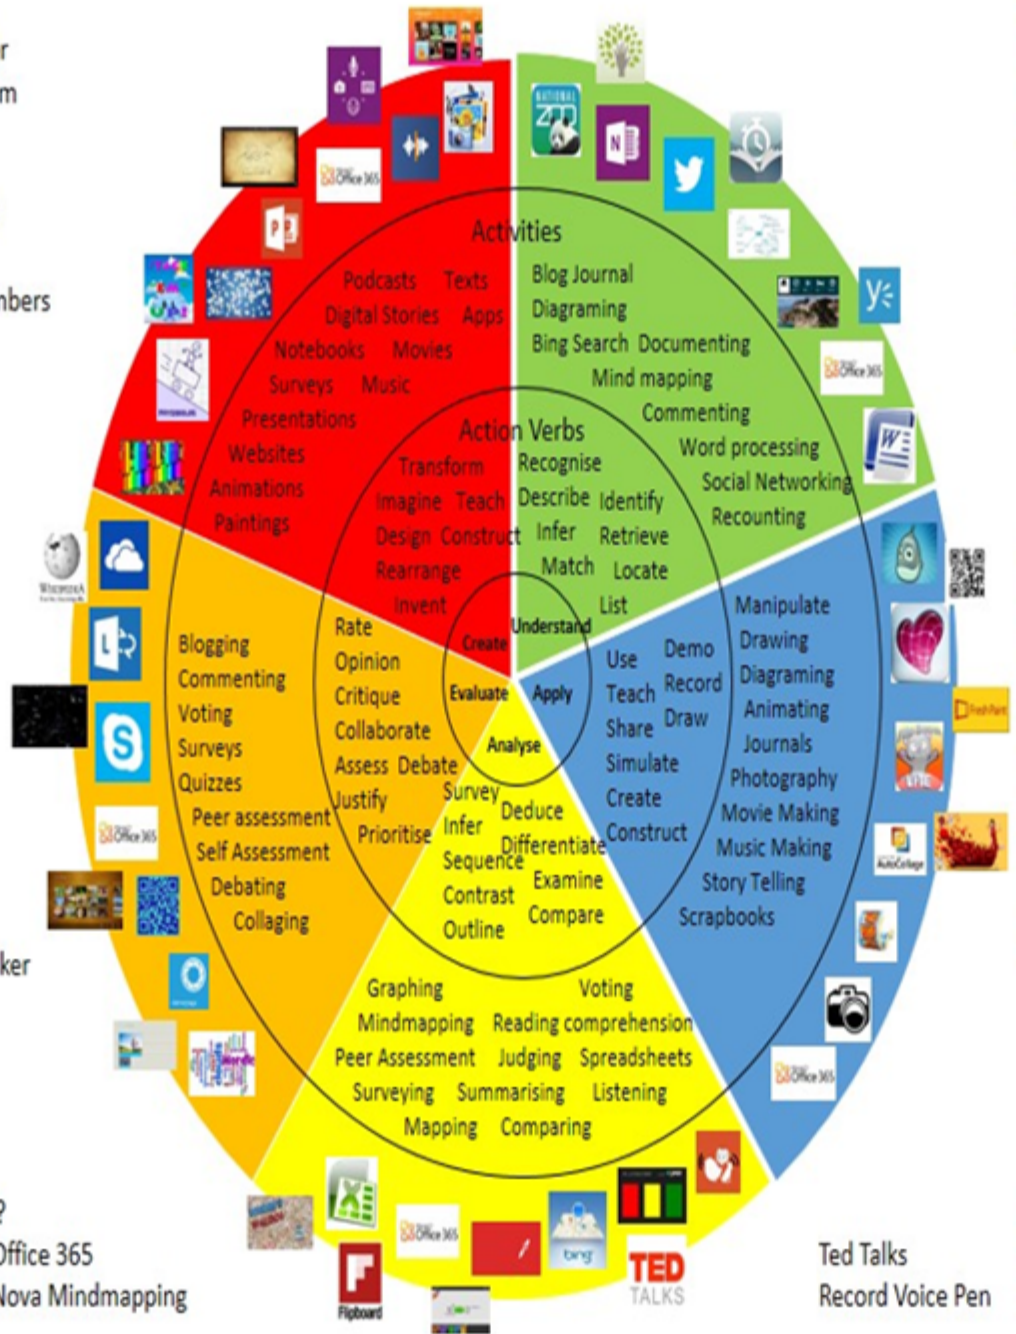 r
m
nbers
ker
?
Office 365
Nova Mindmapping
Ted Talks
Record Voice Pen
Activities
Podcasts Texts
Digital Stories Apps
Notebooks Movies
Surveys Music
Presentations
Websites
Animations
Paintings
Blog Journal
Diagraming
Bing Search Documenting
Mind mapping
Commenting
Word processing
Social Networking
Recounting
Action Verbs
Transform
Imagine Teach
Design Construct
Rearrange
Invent
Recognise
Describe Identify
Infer Retrieve
Match Locate
List
Create
Understand
Evaluate
Apply
Analyse
Blogging
Commenting
Voting
Surveys
Quizzes
Peer assessment
Self Assessment
Debating
Collaging
Rate
Opinion
Critique
Collaborate
Assess Debate
Justify
Prioritise
Use Demo
Teach Record
Share Draw
Simulate
Create
Construct
Manipulate
Drawing
Diagraming
Animating
Journals
Photography
Movie Making
Music Making
Story Telling
Scrapbooks
Survey Deduce
Infer Differentiate
Sequence Examine
Contrast Compare
Outline
Graphing Voting
Mindmapping Reading comprehension
Peer Assessment Judging Spreadsheets
Surveying Summarising Listening
Mapping Comparing
NATIONAL
ZOO
N
P
Office 365
Office 365
W
WIKIPEDIA
L
S
Office 365
Wordle
FreshPaint
EPIC
AutoCollage
Office 365
X
Office 365
bing
TED
TALKS
F
Flipboard